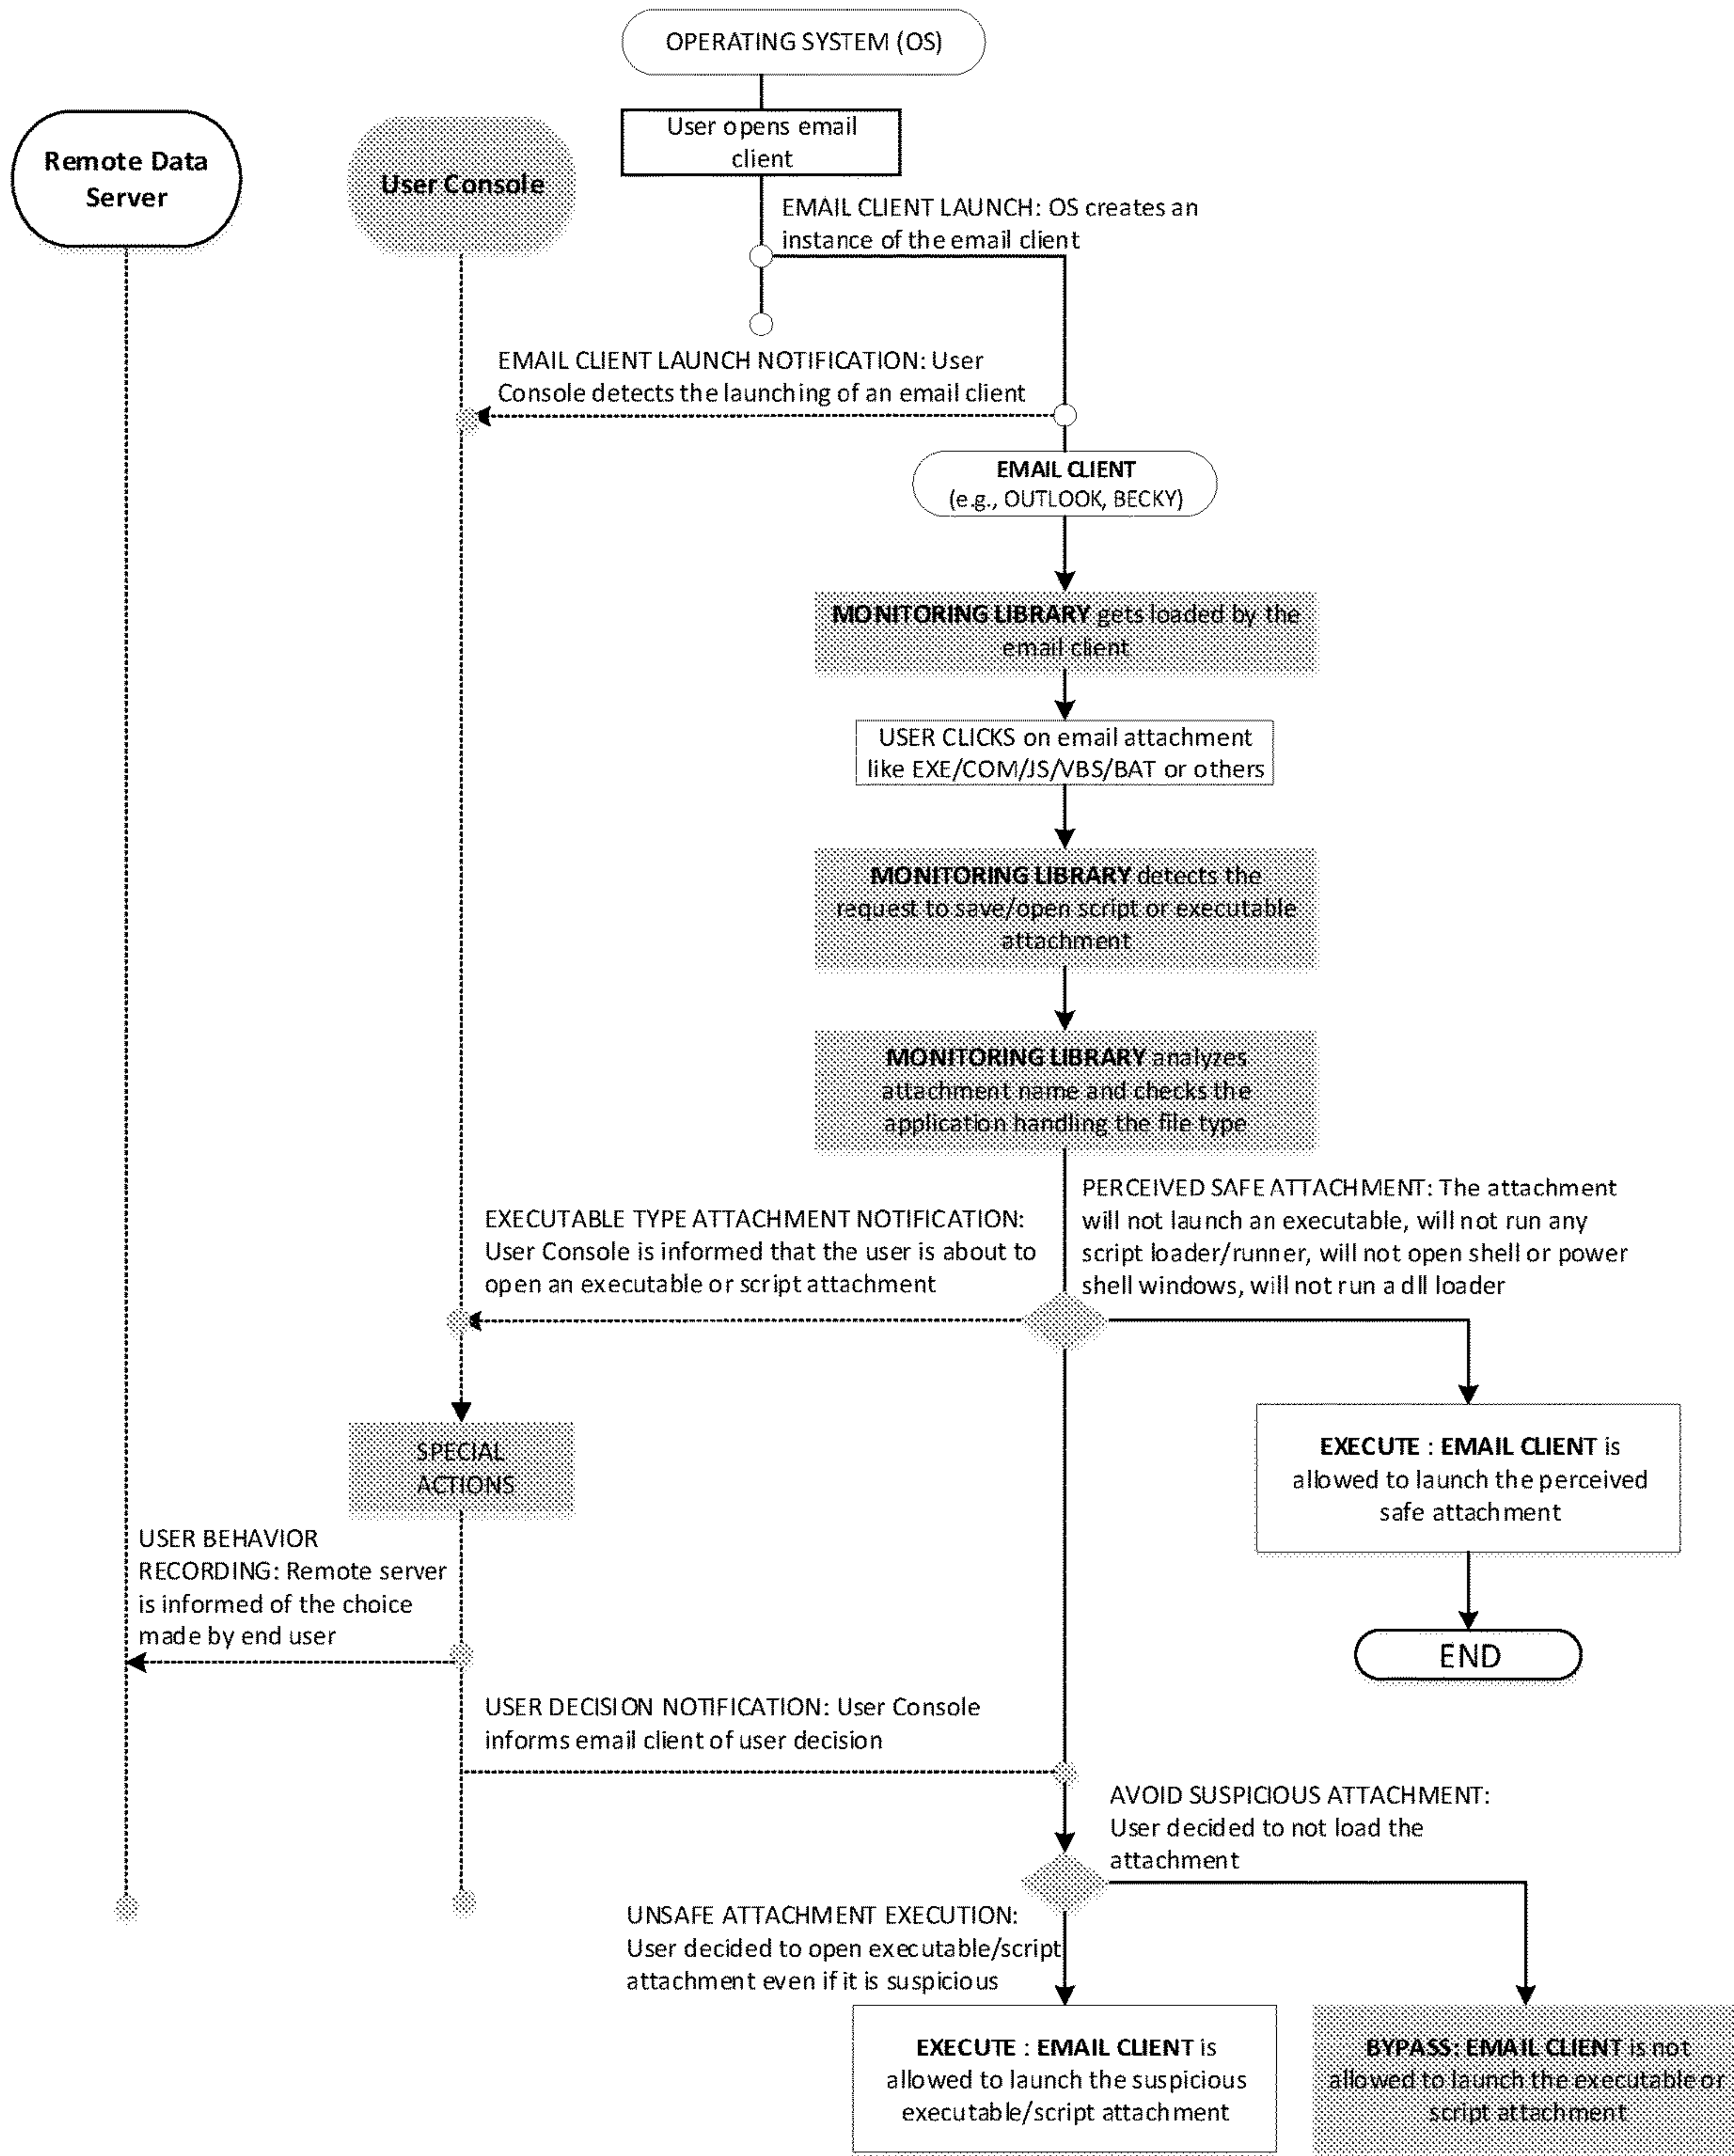 OPERATING SYSTEM (OS)
User opens email
client
Remote Data
Server
User Console
EMAIL CLIENT LAUNCH: OS creates an
instance of the email client
EMAIL CLIENT LAUNCH NOTIFICATION: User
Console detects the launching of an email client
EMAIL CLIENT
(e.g., OUTLOOK, BECKY)
MONITORING LIBRARY gets loaded by the
email client
USER CLICKS on email attachment
like EXE/COM/JS/VBS/BAT or others
MONITORING LIBRARY detects the
request to save/open script or executable
attachment
MONITORING LIBRARY analyzes
attachment name and checks the
application handling the file type
PERCEIVED SAFE ATTACHMENT: The attachment
will not launch an executable, will not run any
script loader/runner, will not open shell or power
shell windows, will not run a dll loader
EXECUTABLE TYPE ATTACHMENT NOTIFICATION:
User Console is informed that the user is about to
open an executable or script attachment
SPECIAL
ACTIONS
EXECUTE : EMAIL CLIENT is
allowed to launch the perceived
safe attachment
USER BEHAVIOR
RECORDING: Remote server
is informed of the choice
made by end user
END
USER DECISION NOTIFICATION: User Console
informs email client of user decision
AVOID SUSPICIOUS ATTACHMENT:
User decided to not load the
attachment
UNSAFE ATTACHMENT EXECUTION:
User decided to open executable/script
attachment even if it is suspicious
EXECUTE : EMAIL CLIENT is
allowed to launch the suspicious
executable/script attachment
BYPASS: EMAIL CLIENT is not
allowed to launch the executable or
script attachment